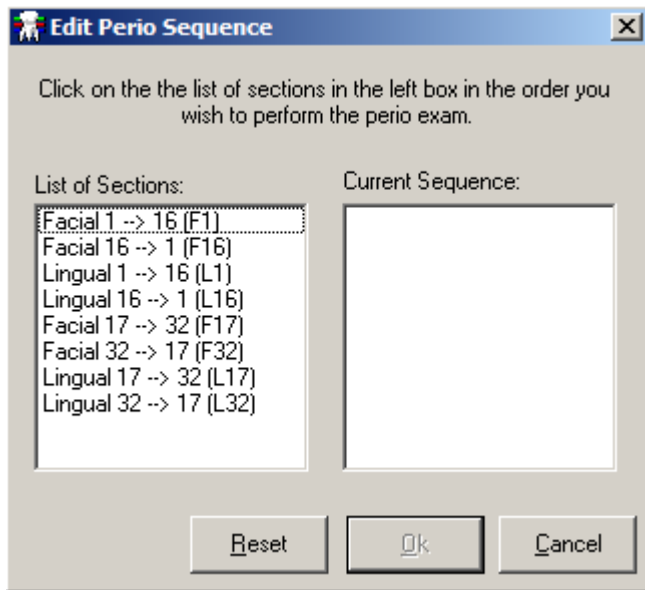 Edit Perio Sequence
Click on the the list of sections in the left box in the order you
wish to perform the perio exam.
List of Sections:
Facial 1 --> 16 (F1)
Facial 16 --> 1 (F16)
Lingual 1 --> 16 (L1)
Lingual 16 --> 1 (L16)
Facial 17 --> 32 (F17)
Facial 32 --> 17 (F32)
Lingual 17 --> 32 (L17)
Lingual 32 --> 17 (L32)
Current Sequence:
Reset
Ok
Cancel